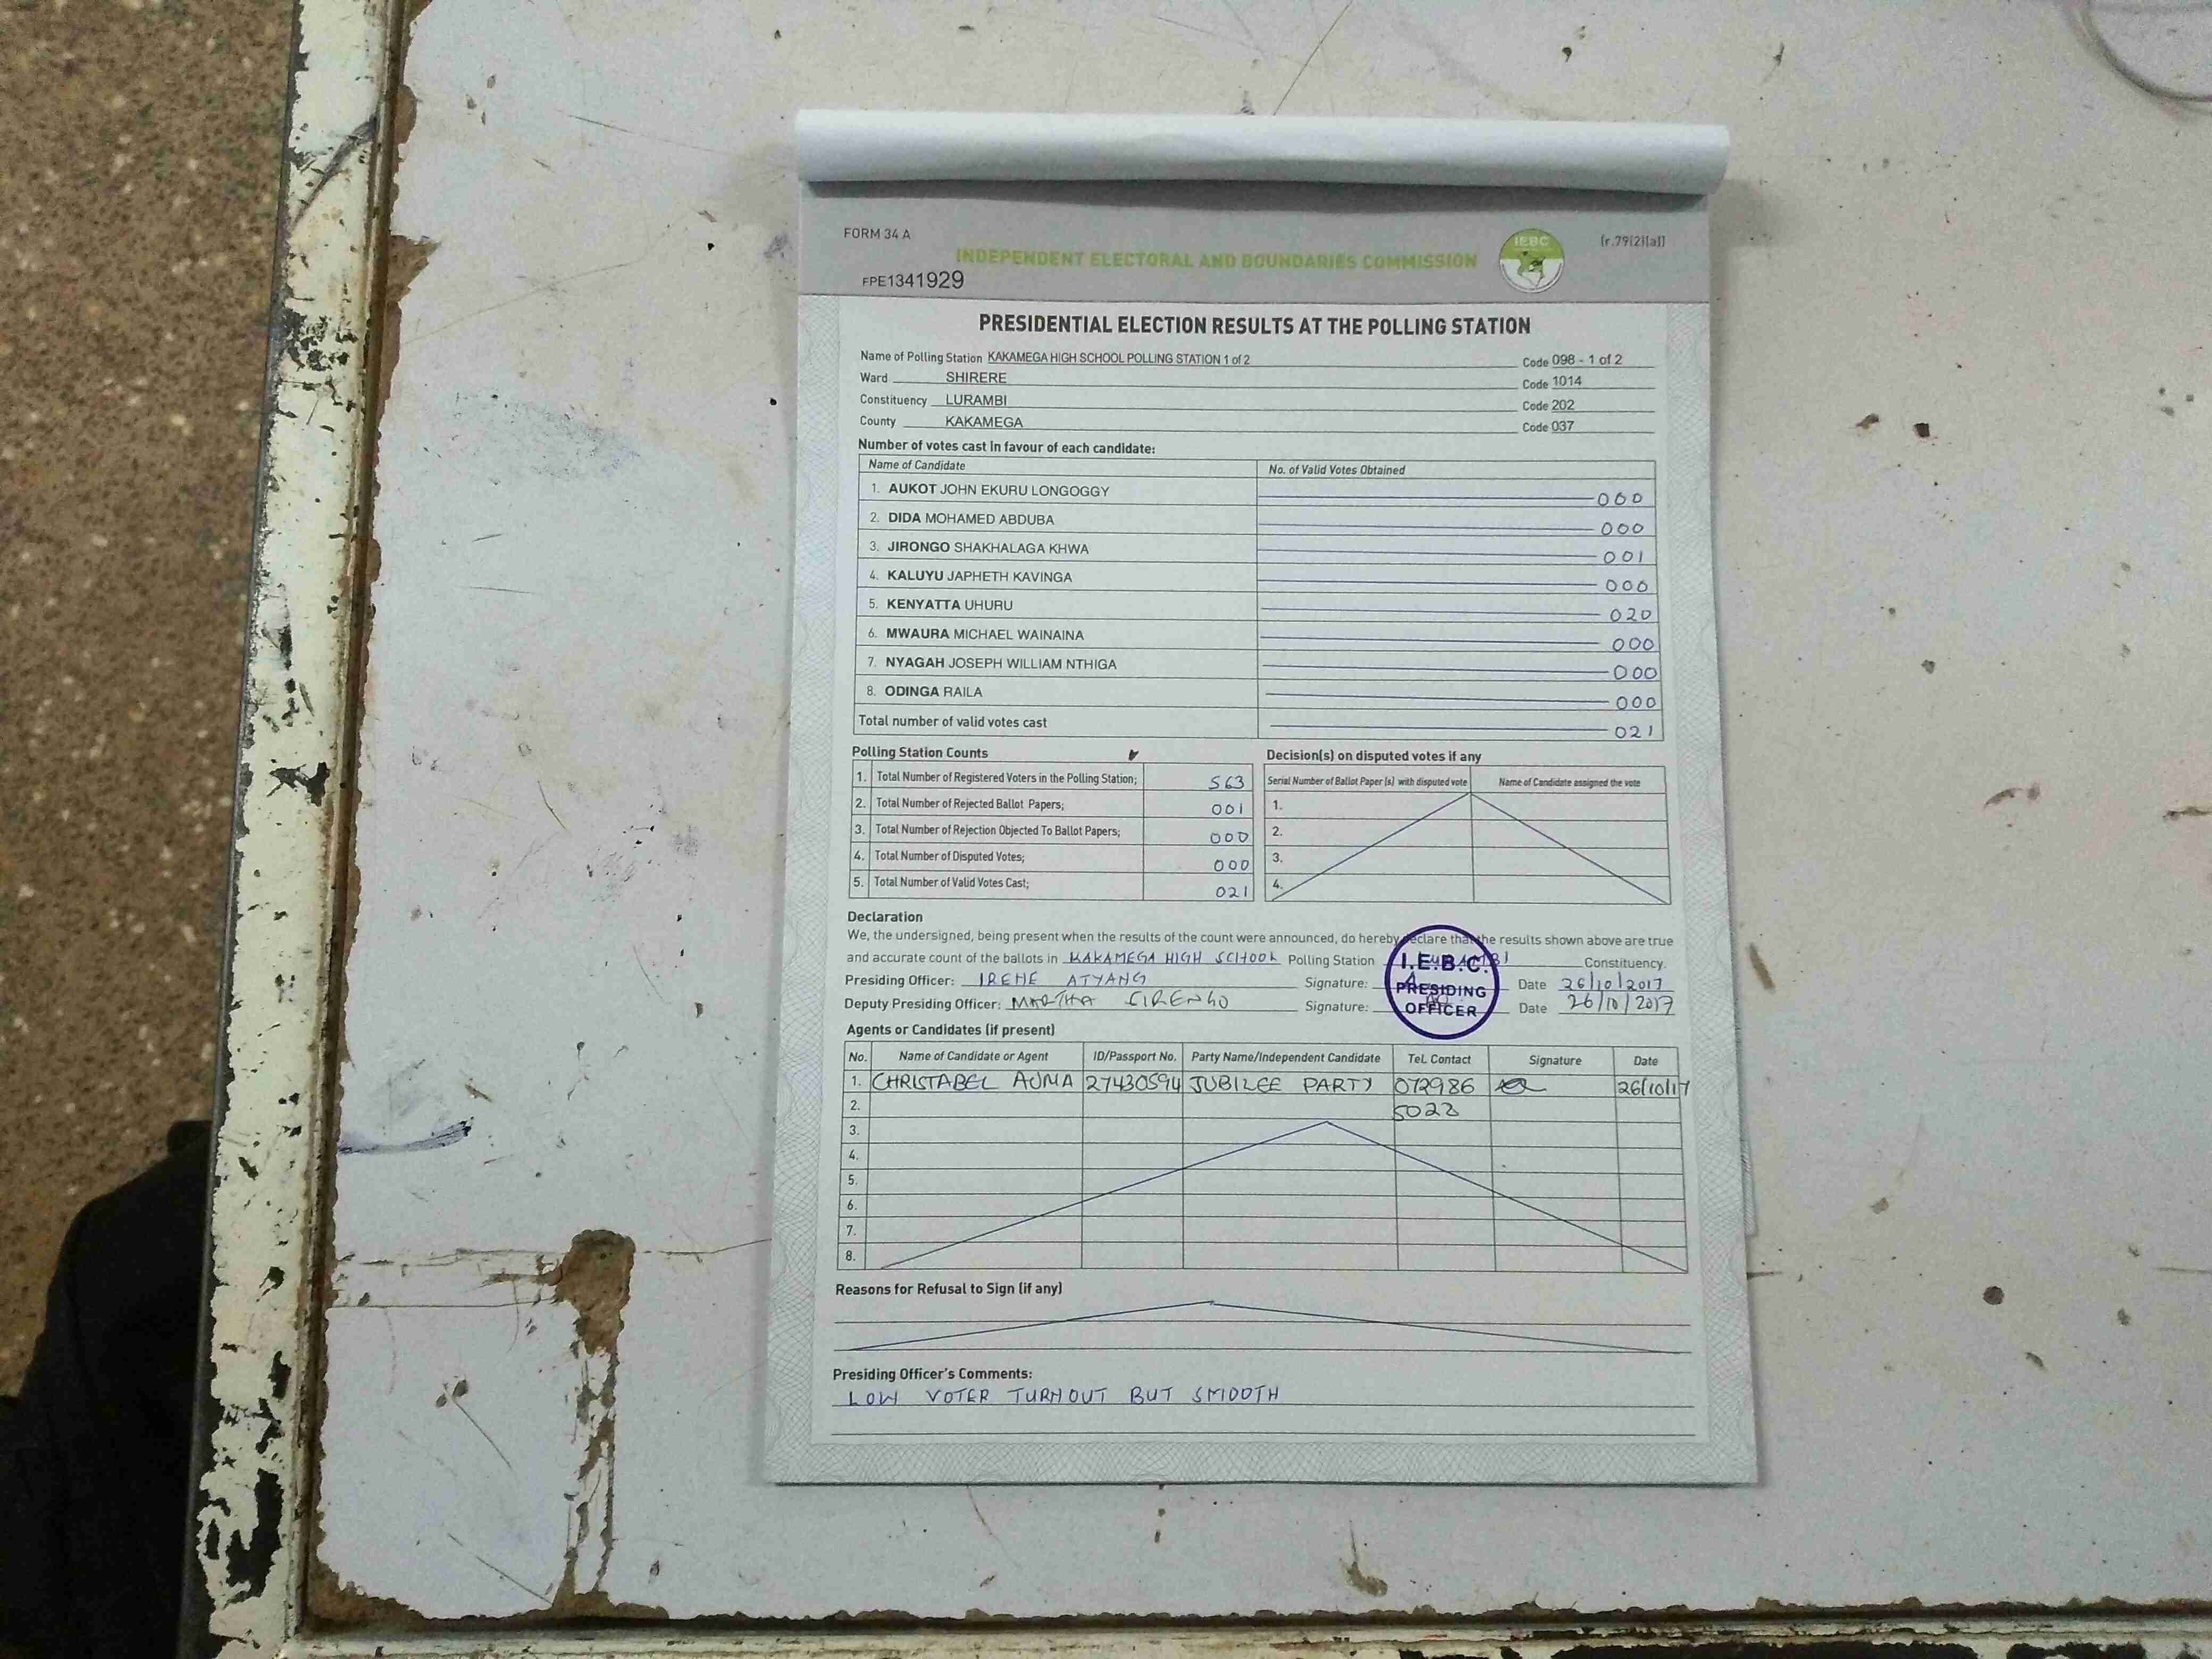 FORM 34 A
[r.79(2)(a)]
INDEPENDENT ELECTORAL AND BOUNDARIES COMMISSION
IEBC
FPE1341929
PRESIDENTIAL ELECTION RESULTS AT THE POLLING STATION
Name of Polling Station KAKAMEGA HIGH SCHOOL POLLING STATION 1 of 2 Code 098 - 1 of 2
Ward SHIRERE Code 1014
Constituency LURAMBI Code 202
County KAKAMEGA Code 037
Number of votes cast in favour of each candidate:
Name of Candidate No. of Valid Votes Obtained
1. AUKOT JOHN EKURU LONGOGGY 000
2. DIDA MOHAMED ABDUBA 000
3. JIRONGO SHAKHALAGA KHWA 001
4. KALUYU JAPHETH KAVINGA 000
5. KENYATTA UHURU 020
6. MWAURA MICHAEL WAINAINA 000
7. NYAGAH JOSEPH WILLIAM NTHIGA 000
8. ODINGA RAILA 000
Total number of valid votes cast 021
Polling Station Counts
1. Total Number of Registered Voters in the Polling Station; 563
2. Total Number of Rejected Ballot Papers; 001
3. Total Number of Rejection Objected To Ballot Papers; 000
4. Total Number of Disputed Votes; 000
5. Total Number of Valid Votes Cast; 021
Decision(s) on disputed votes if any
Serial Number of Ballot Paper (s) with disputed vote Name of Candidate assigned the vote
1.
2.
3.
4.
Declaration
We, the undersigned, being present when the results of the count were announced, do hereby declare that the results shown above are true
and accurate count of the ballots in KAKAMEGA HIGH SCHOOL Polling Station LURAMBI Constituency.
Presiding Officer: IRENE ATYANG Signature: Date 26/10/2017
Deputy Presiding Officer: MARTHA Signature: Date 26/10/2017
I.E.B.C.
PRESIDING
OFFICER
Agents or Candidates (if present)
No. Name of Candidate or Agent ID/Passport No. Party Name/Independent Candidate Tel. Contact Signature Date
1. CHRISTABEL AUMA 27430594 JUBILEE PARTY 072986 26/10/17
2. 5023
3.
4.
5.
6.
7.
8.
Reasons for Refusal to Sign (if any)
Presiding Officer's Comments:
LOW VOTER TURNOUT BUT SMOOTH